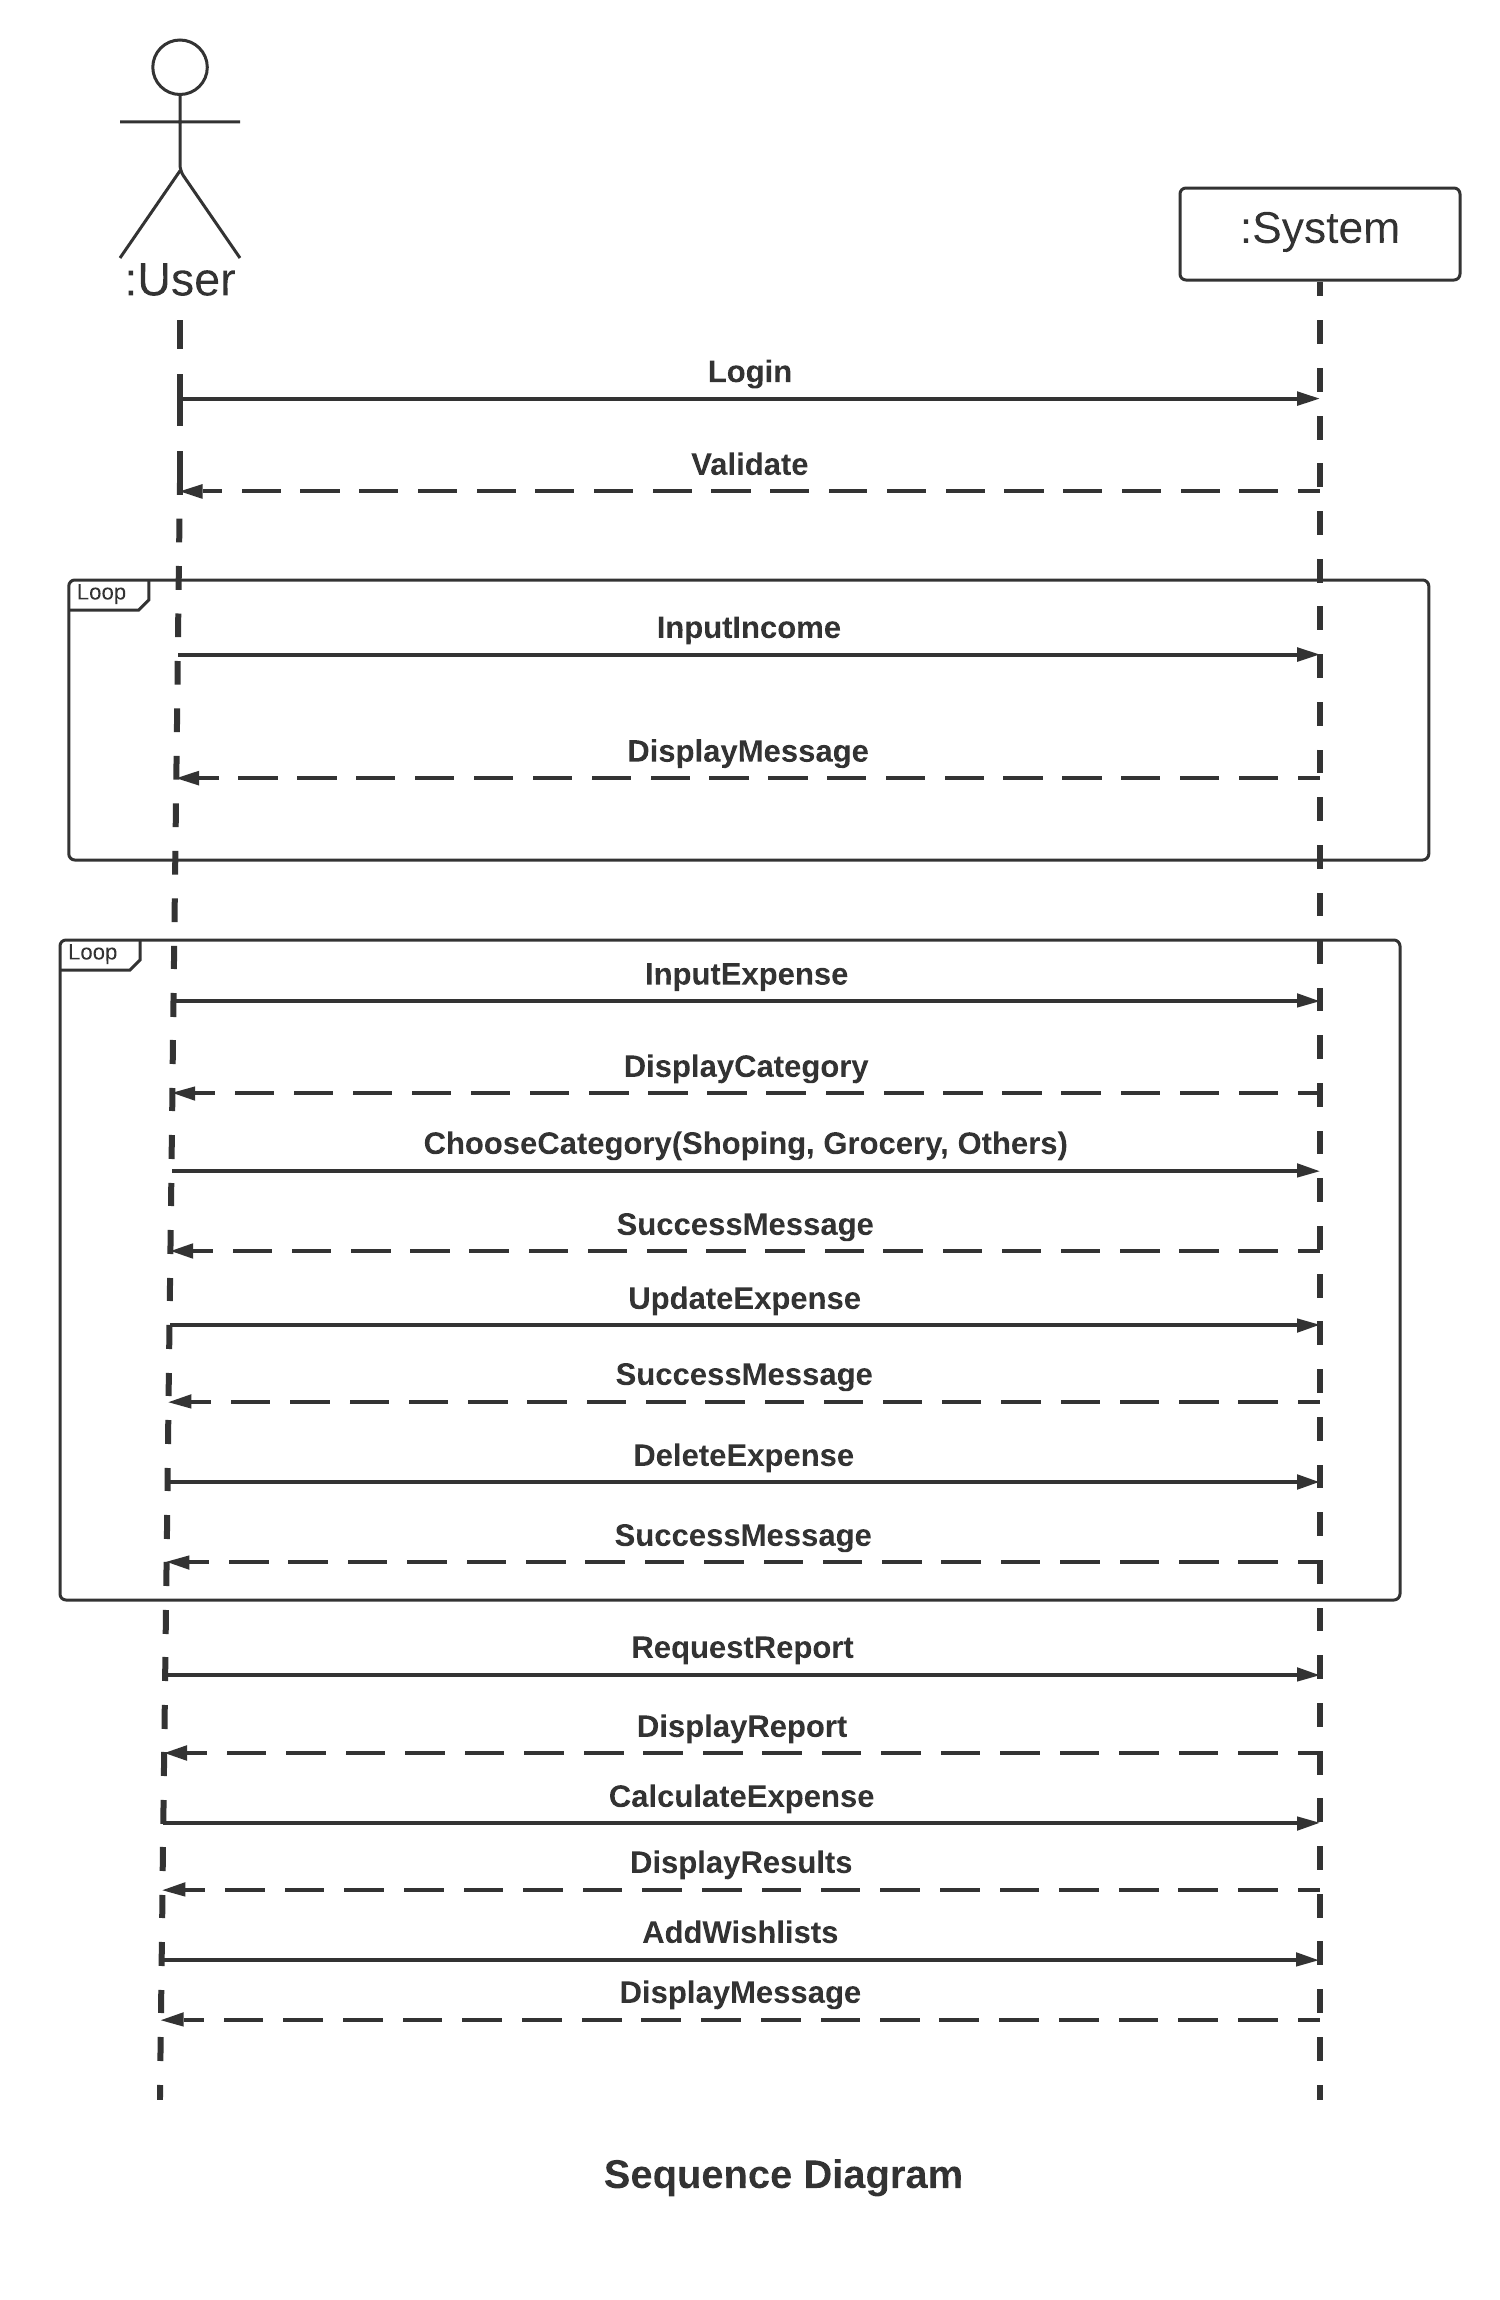 :User
:System
Login
Validate
Loop
InputIncome
DisplayMessage
Loop
InputExpense
DisplayCategory
ChooseCategory(Shoping, Grocery, Others)
SuccessMessage
UpdateExpense
SuccessMessage
DeleteExpense
SuccessMessage
RequestReport
DisplayReport
CalculateExpense
DisplayResults
AddWishlists
DisplayMessage
Sequence Diagram